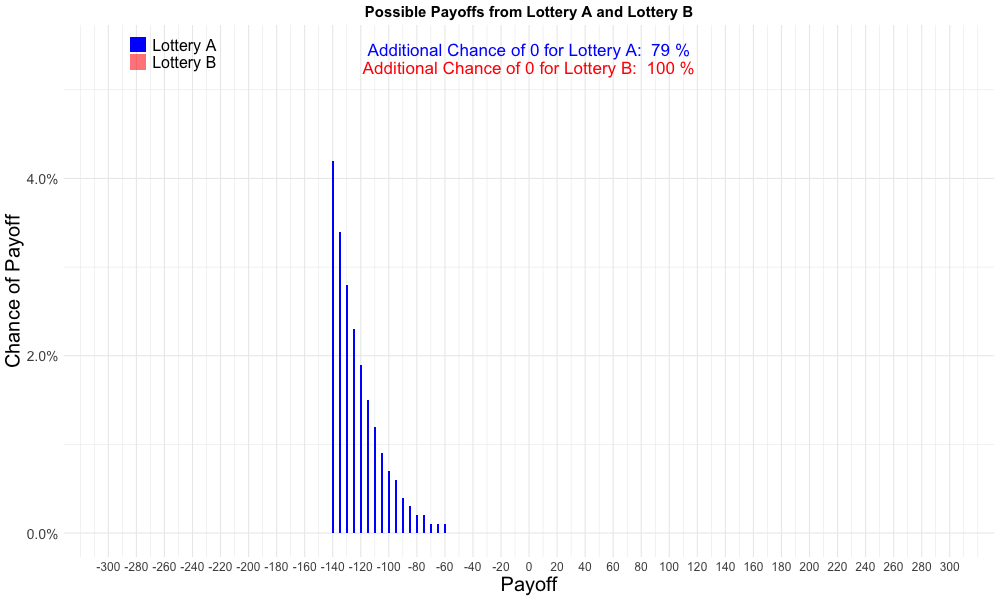 Possible Payoffs from Lottery A and Lottery B
Lottery A
Lottery B
Additional Chance of 0 for Lottery A:  79 %
Additional Chance of 0 for Lottery B:  100 %
Chance of Payoff
4.0%
2.0%
0.0%
-300 -280 -260 -240 -220 -200 -180 -160 -140 -120 -100 -80 -60 -40 -20 0 20 40 60 80 100 120 140 160 180 200 220 240 260 280 300
Payoff